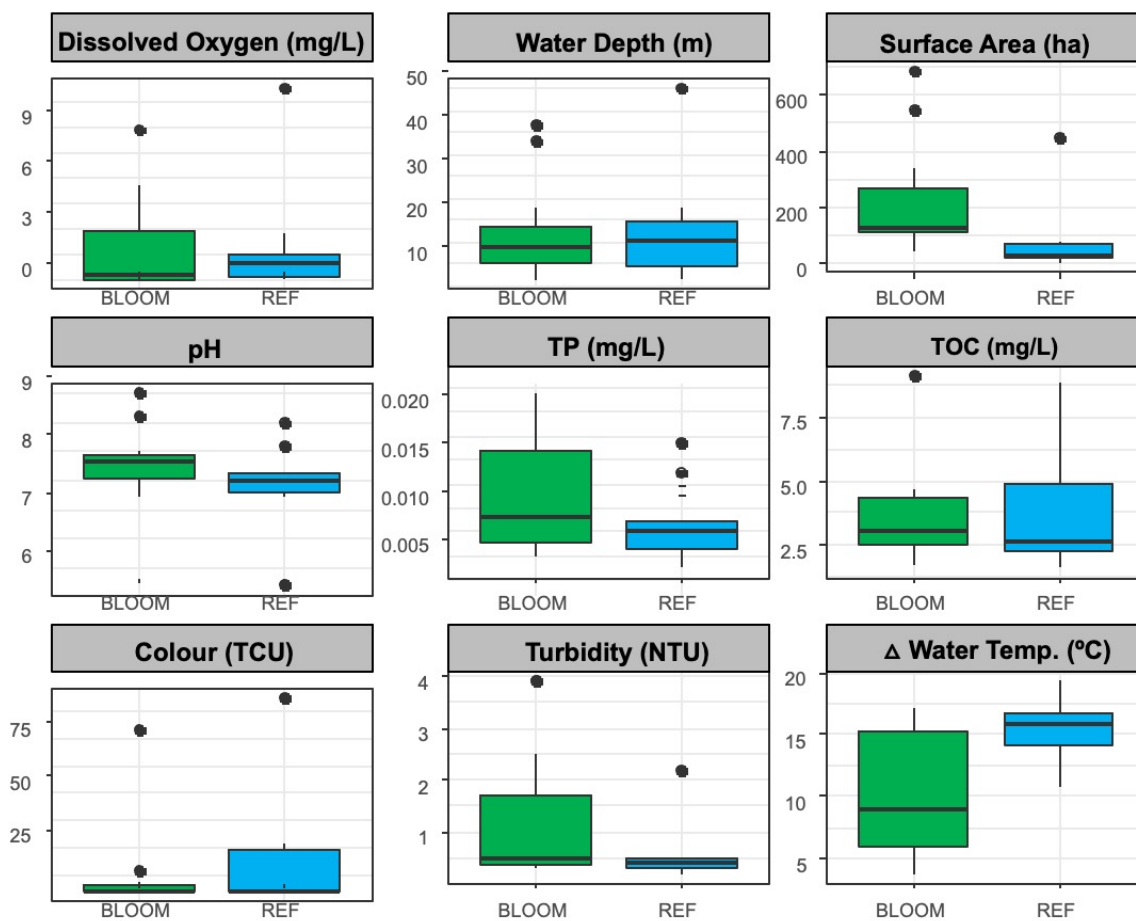 Dissolved Oxygen (mg/L)
Water Depth (m)
Surface Area (ha)
9
6
3
0
50
40
30
20
10
600
400
200
0
BLOOM REF
BLOOM REF
BLOOM REF
pH
TP (mg/L)
TOC (mg/L)
9
8
7
6
0.020
0.015
0.010
0.005
7.5
5.0
2.5
BLOOM REF
BLOOM REF
BLOOM REF
Colour (TCU)
Turbidity (NTU)
△ Water Temp. (ºC)
75
50
25
4
3
2
1
20
15
10
5
BLOOM REF
BLOOM REF
BLOOM REF